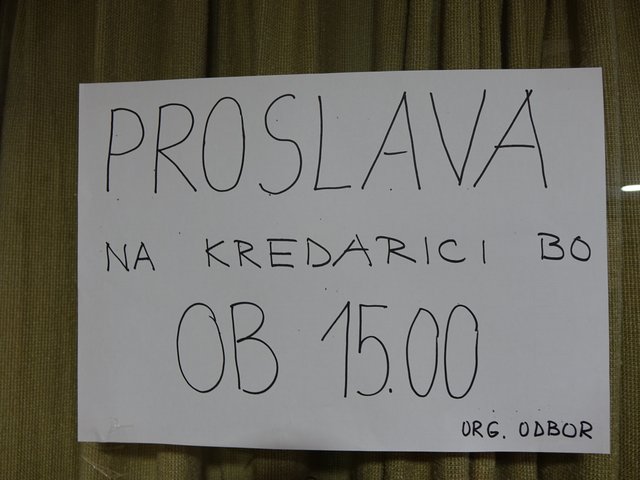 PROSLAVA
NA KREDARICI BO
OB 15.00
ORG. ODBOR